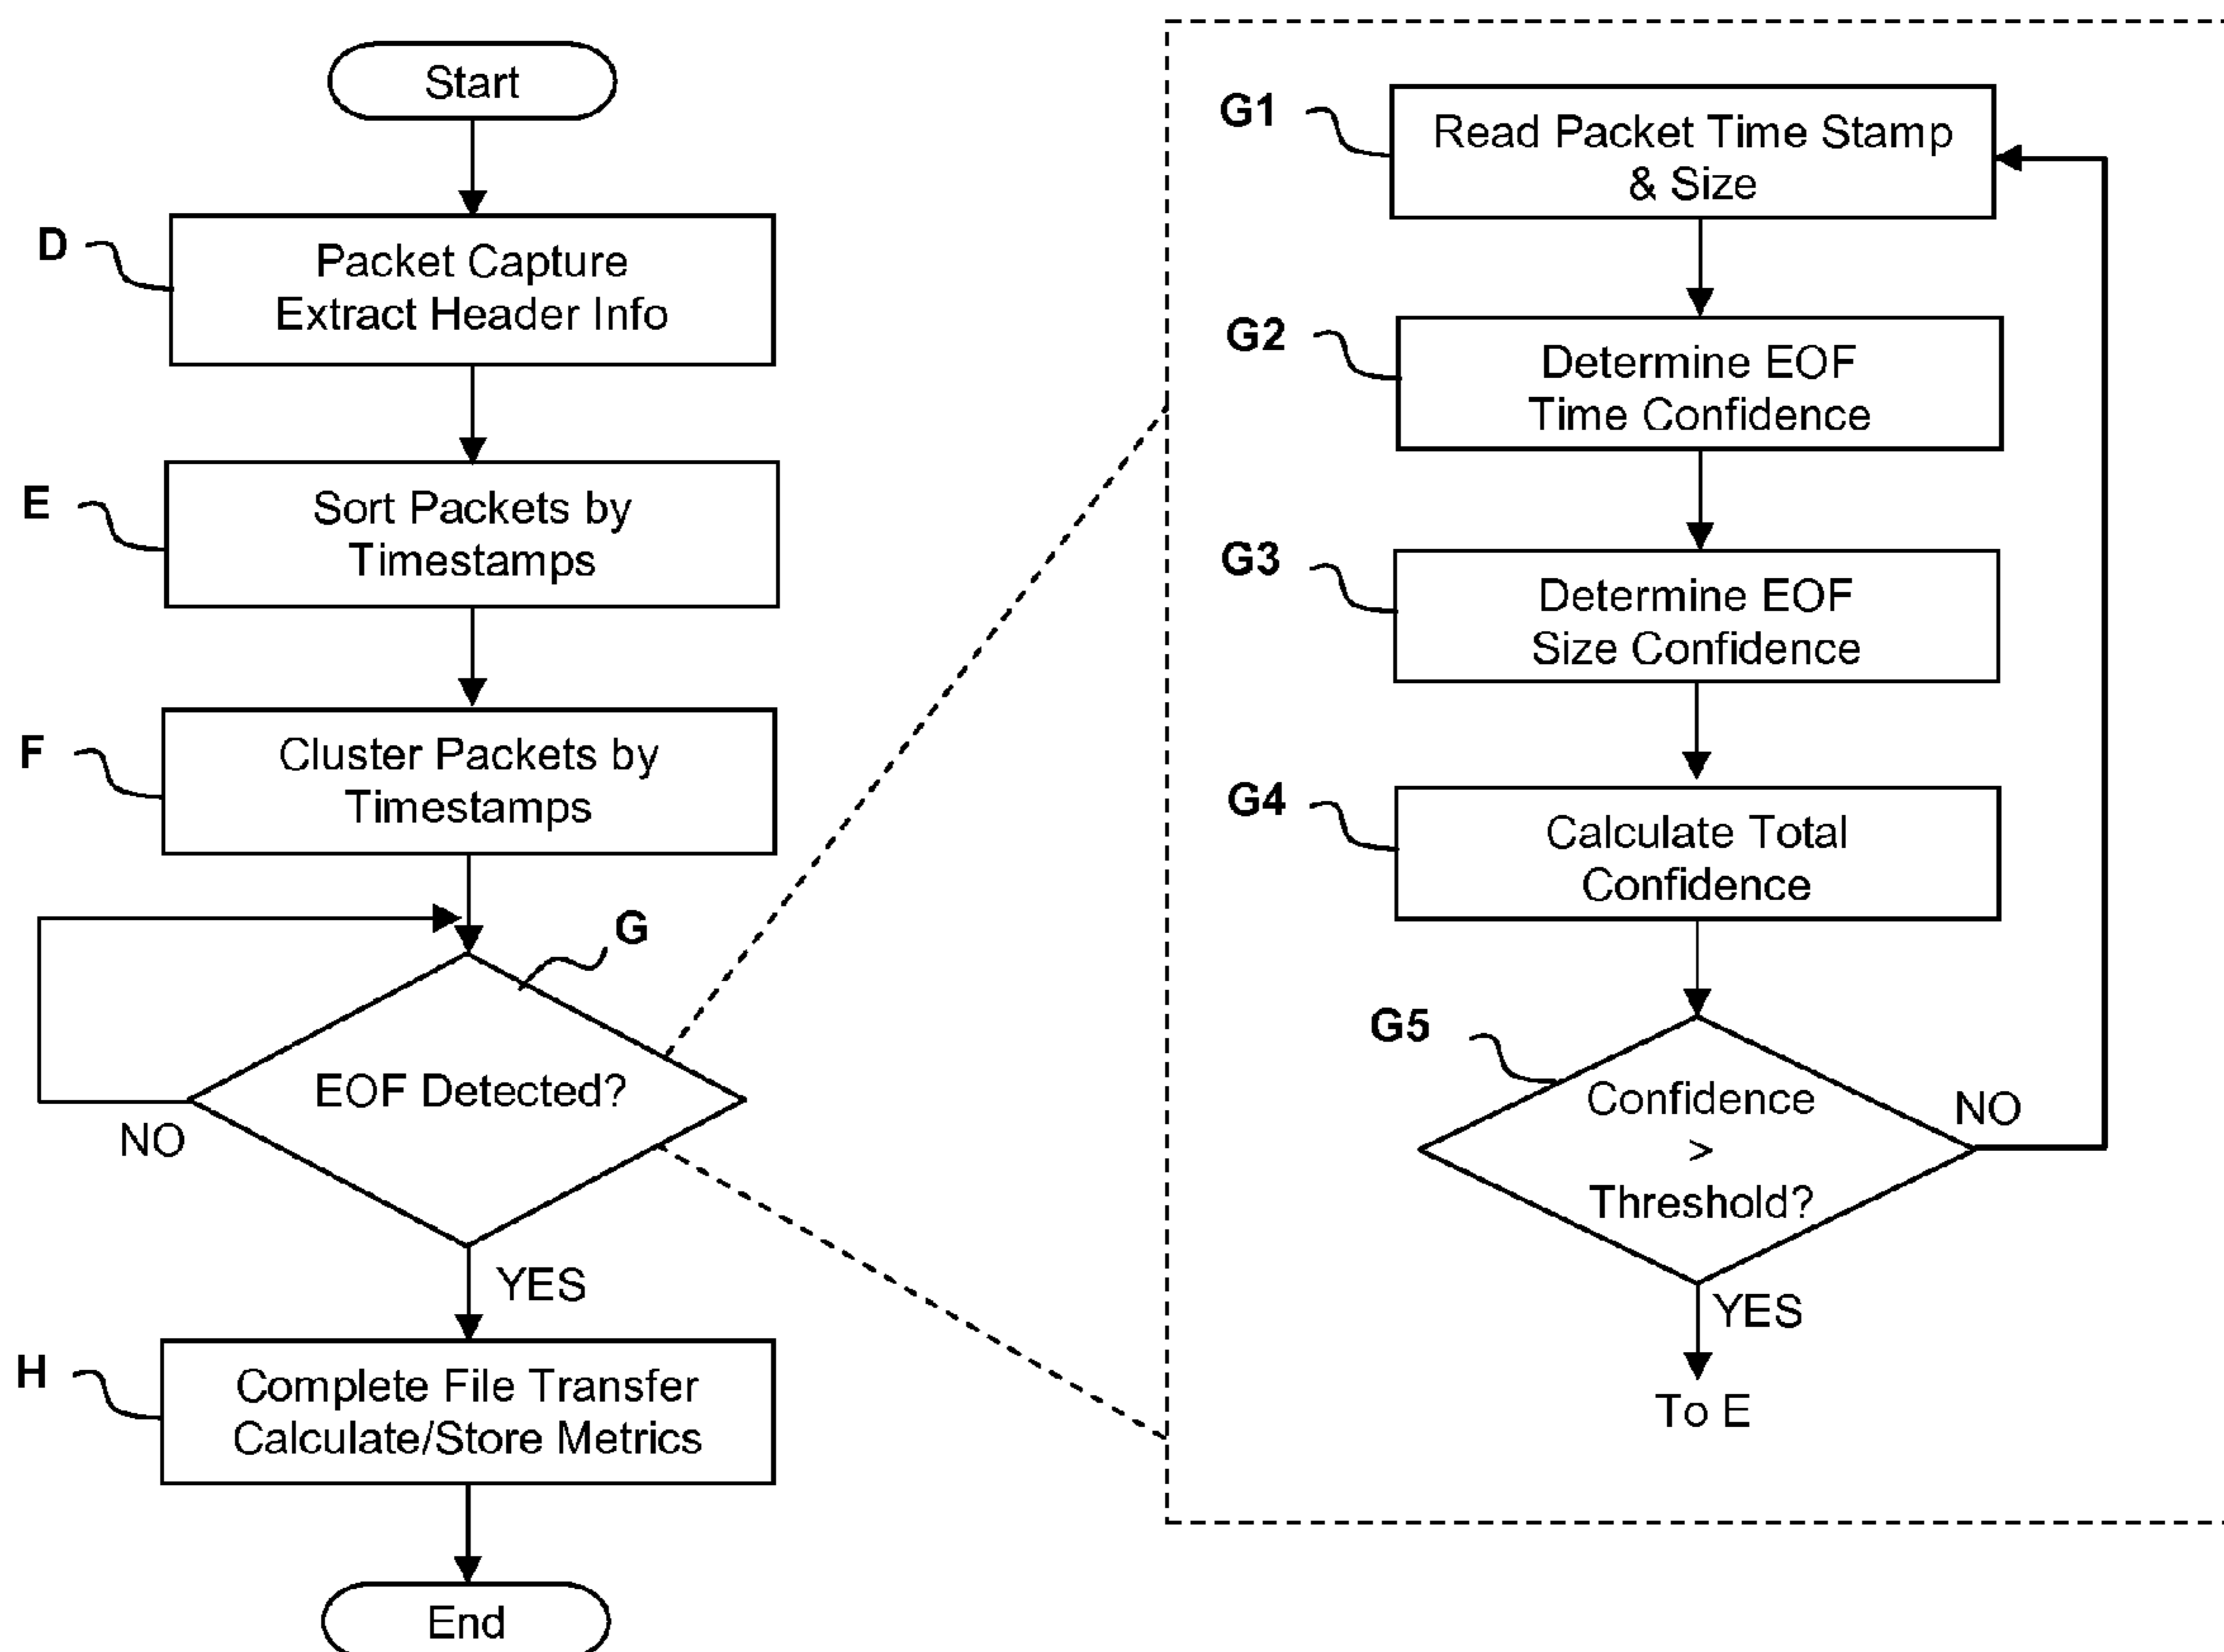 Start
D
Packet Capture
Extract Header Info
E
Sort Packets by
Timestamps
F
Cluster Packets by
Timestamps
G
EOF Detected?
NO
YES
H
Complete File Transfer
Calculate/Store Metrics
End
G1
Read Packet Time Stamp
& Size
G2
Determine EOF
Time Confidence
G3
Determine EOF
Size Confidence
G4
Calculate Total
Confidence
G5
Confidence
>
Threshold?
NO
YES
To E